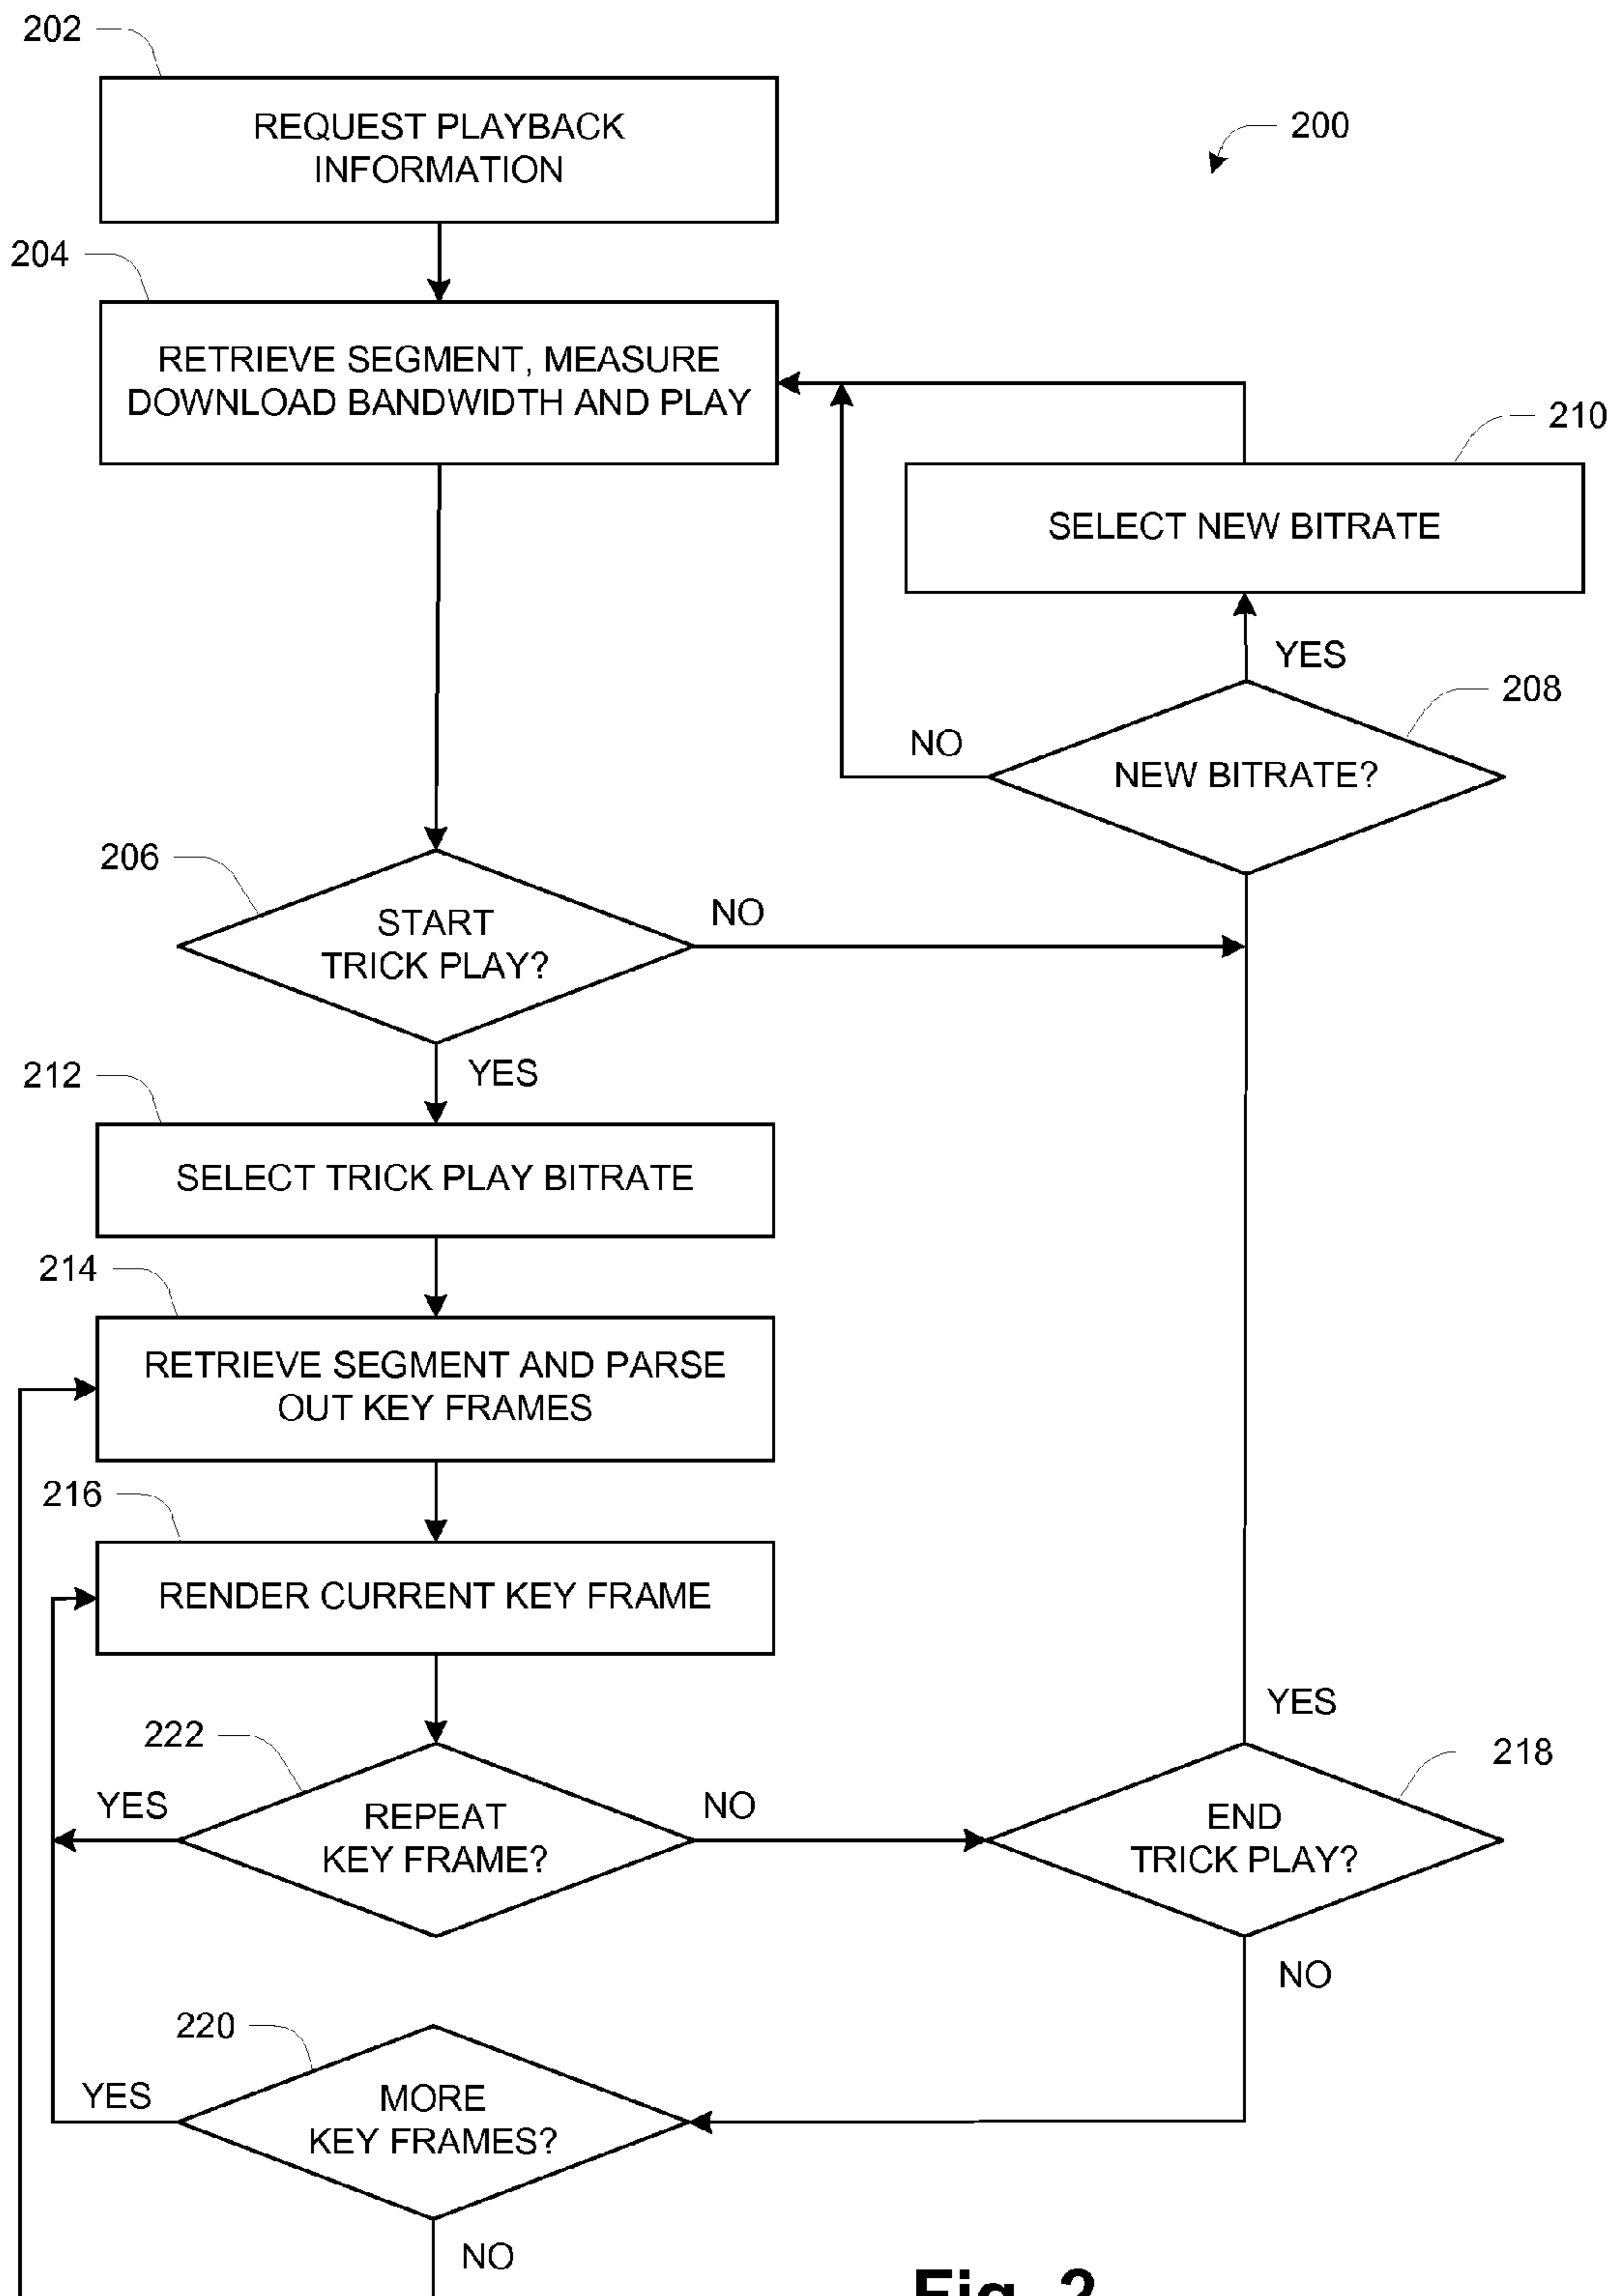 202
REQUEST PLAYBACK
INFORMATION
200
204
RETRIEVE SEGMENT, MEASURE
DOWNLOAD BANDWIDTH AND PLAY
210
SELECT NEW BITRATE
YES
208
NO
NEW BITRATE?
206
START
TRICK PLAY?
NO
YES
212
SELECT TRICK PLAY BITRATE
214
RETRIEVE SEGMENT AND PARSE
OUT KEY FRAMES
216
RENDER CURRENT KEY FRAME
YES
222
218
YES
REPEAT
KEY FRAME?
NO
END
TRICK PLAY?
NO
220
YES
MORE
KEY FRAMES?
NO
Fig. 2